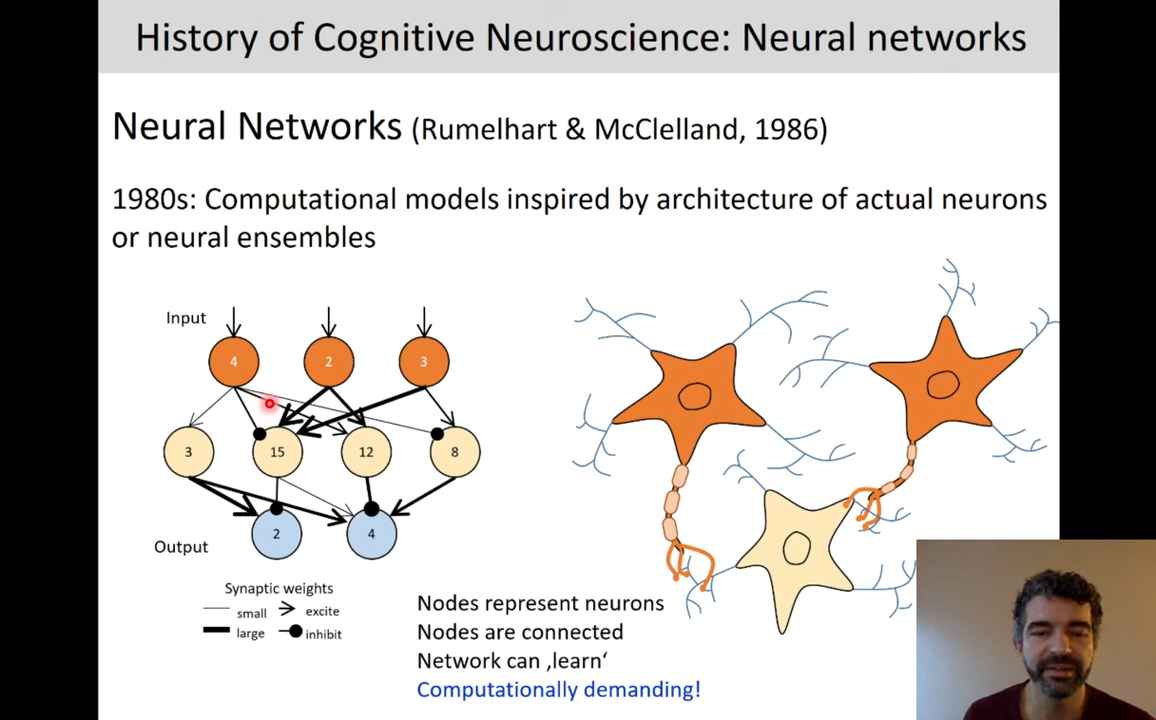 History of Cognitive Neuroscience: Neural networks
Neural Networks (Rumelhart & McClelland, 1986)
1980s: Computational models inspired by architecture of actual neurons
or neural ensembles
Input
4 2 3
3 15 12 8
2 4
Output
Synaptic weights
small excite
large inhibit
Nodes represent neurons
Nodes are connected
Network can ‚learn‘
Computationally demanding!